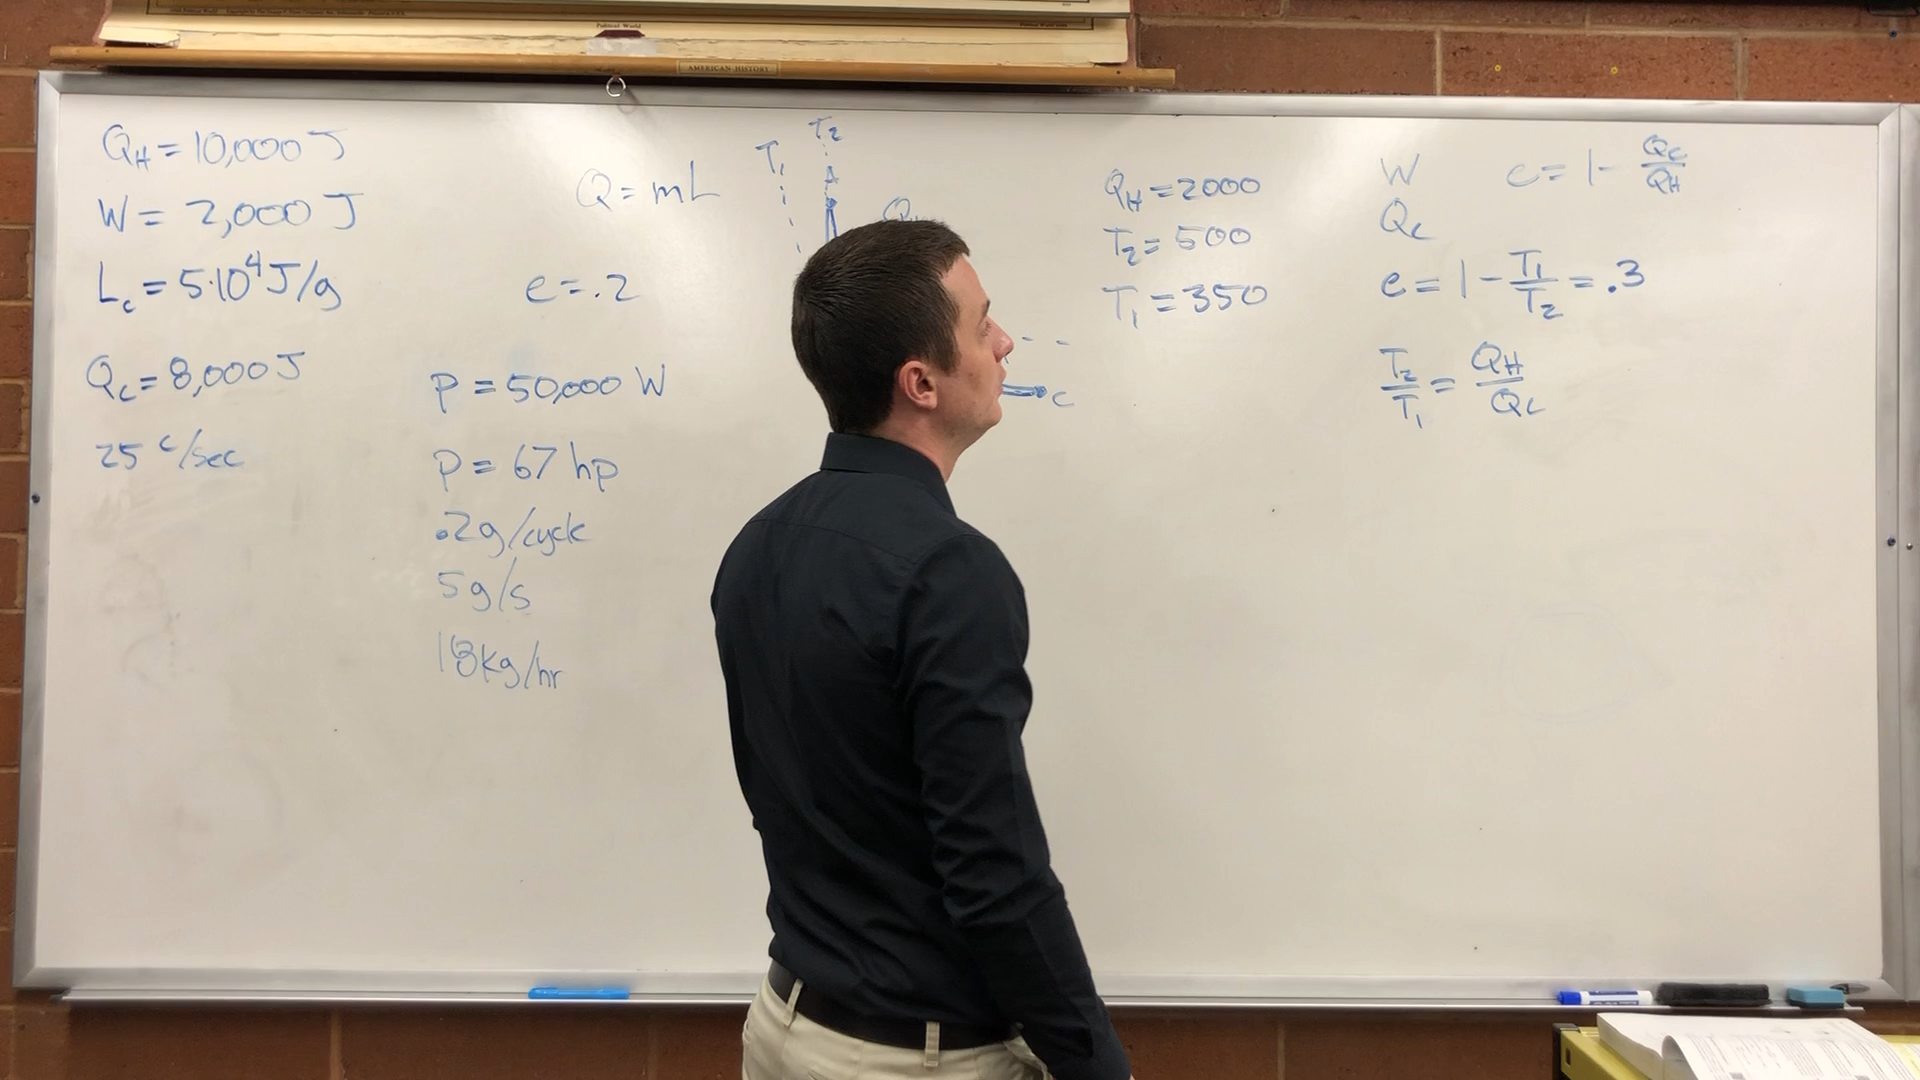 Political World
AMERICAN HISTORY
Q_H = 10,000 J
W = 2,000 J
L_c = 5·10^4 J/g
Q_C = 8,000 J
25 c/sec
Q = mL
e = .2
P = 50,000 W
P = 67 hp
.2g/cycle
5g/s
18kg/hr
T_1
T_2
C
Q_H = 2000
T_2 = 500
T_1 = 350
W
Q_C
e = 1 - Q_C/Q_H
e = 1 - T_1/T_2 = .3
T_2/T_1 = Q_H/Q_C